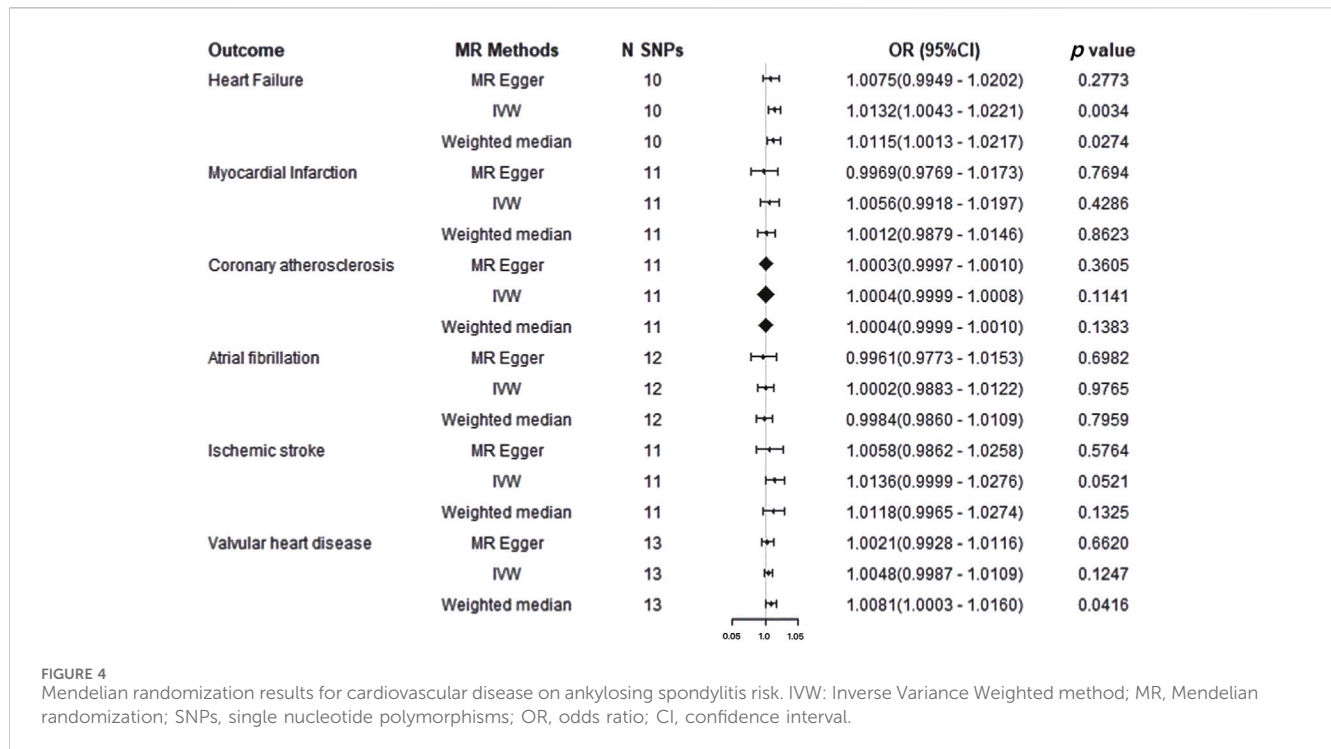 Outcome MR Methods N SNPs OR (95%CI) p value
Heart Failure MR Egger 10 1.0075(0.9949 - 1.0202) 0.2773
IVW 10 1.0132(1.0043 - 1.0221) 0.0034
Weighted median 10 1.0115(1.0013 - 1.0217) 0.0274
Myocardial Infarction MR Egger 11 0.9969(0.9769 - 1.0173) 0.7694
IVW 11 1.0056(0.9918 - 1.0197) 0.4286
Weighted median 11 1.0012(0.9879 - 1.0146) 0.8623
Coronary atherosclerosis MR Egger 11 1.0003(0.9997 - 1.0010) 0.3605
IVW 11 1.0004(0.9999 - 1.0008) 0.1141
Weighted median 11 1.0004(0.9999 - 1.0010) 0.1383
Atrial fibrillation MR Egger 12 0.9961(0.9773 - 1.0153) 0.6982
IVW 12 1.0002(0.9883 - 1.0122) 0.9765
Weighted median 12 0.9984(0.9860 - 1.0109) 0.7959
Ischemic stroke MR Egger 11 1.0058(0.9862 - 1.0258) 0.5764
IVW 11 1.0136(0.9999 - 1.0276) 0.0521
Weighted median 11 1.0118(0.9965 - 1.0274) 0.1325
Valvular heart disease MR Egger 13 1.0021(0.9928 - 1.0116) 0.6620
IVW 13 1.0048(0.9987 - 1.0109) 0.1247
Weighted median 13 1.0081(1.0003 - 1.0160) 0.0416
0.05 1.0 1.05
FIGURE 4
Mendelian randomization results for cardiovascular disease on ankylosing spondylitis risk. IVW: Inverse Variance Weighted method; MR, Mendelian
randomization; SNPs, single nucleotide polymorphisms; OR, odds ratio; CI, confidence interval.